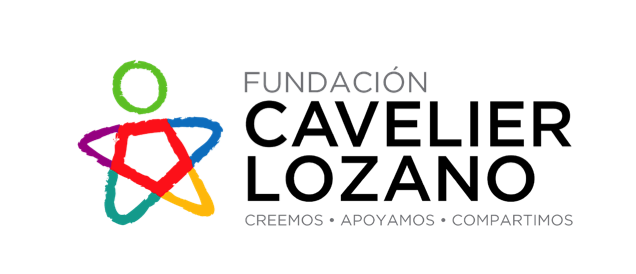 FUNDACIÓN
CAVELIER
LOZANO
CREEMOS • APOYAMOS • COMPARTIMOS